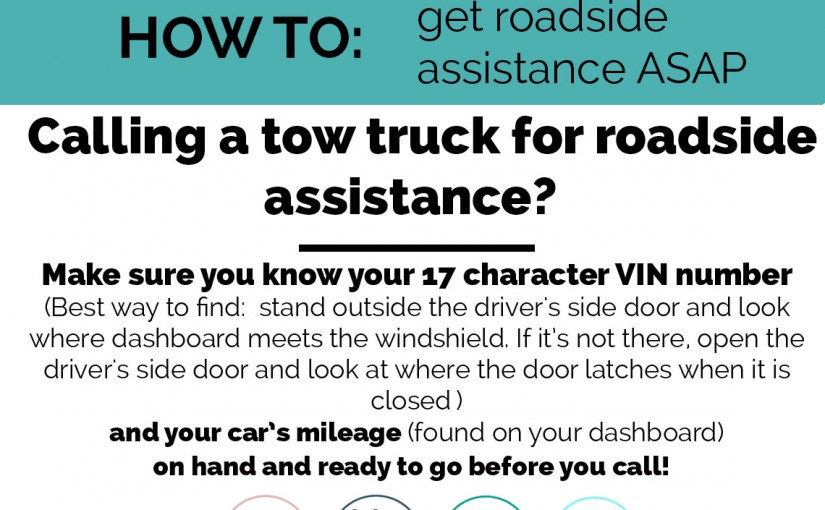 HOW TO:
get roadside
assistance ASAP
Calling a tow truck for roadside
assistance?
Make sure you know your 17 character VIN number
(Best way to find:  stand outside the driver's side door and look
where dashboard meets the windshield. If it's not there, open the
driver's side door and look at where the door latches when it is
closed )
and your car's mileage (found on your dashboard)
on hand and ready to go before you call!